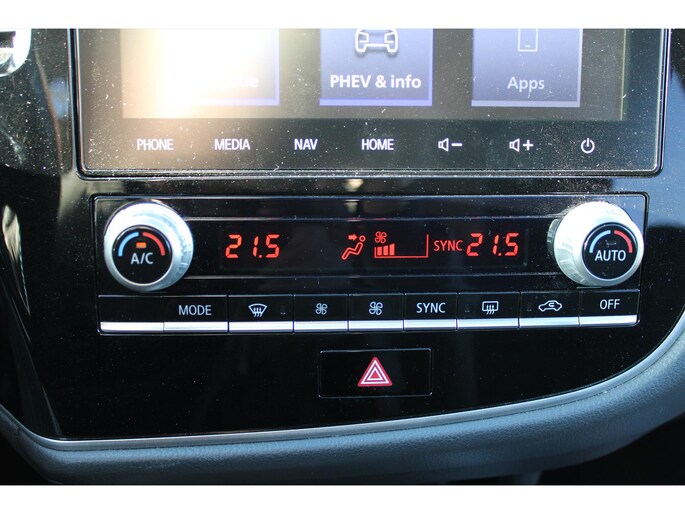 PHEV & info
Apps
PHONE MEDIA NAV HOME
21.5 SYNC 21.5
A/C AUTO
MODE SYNC OFF